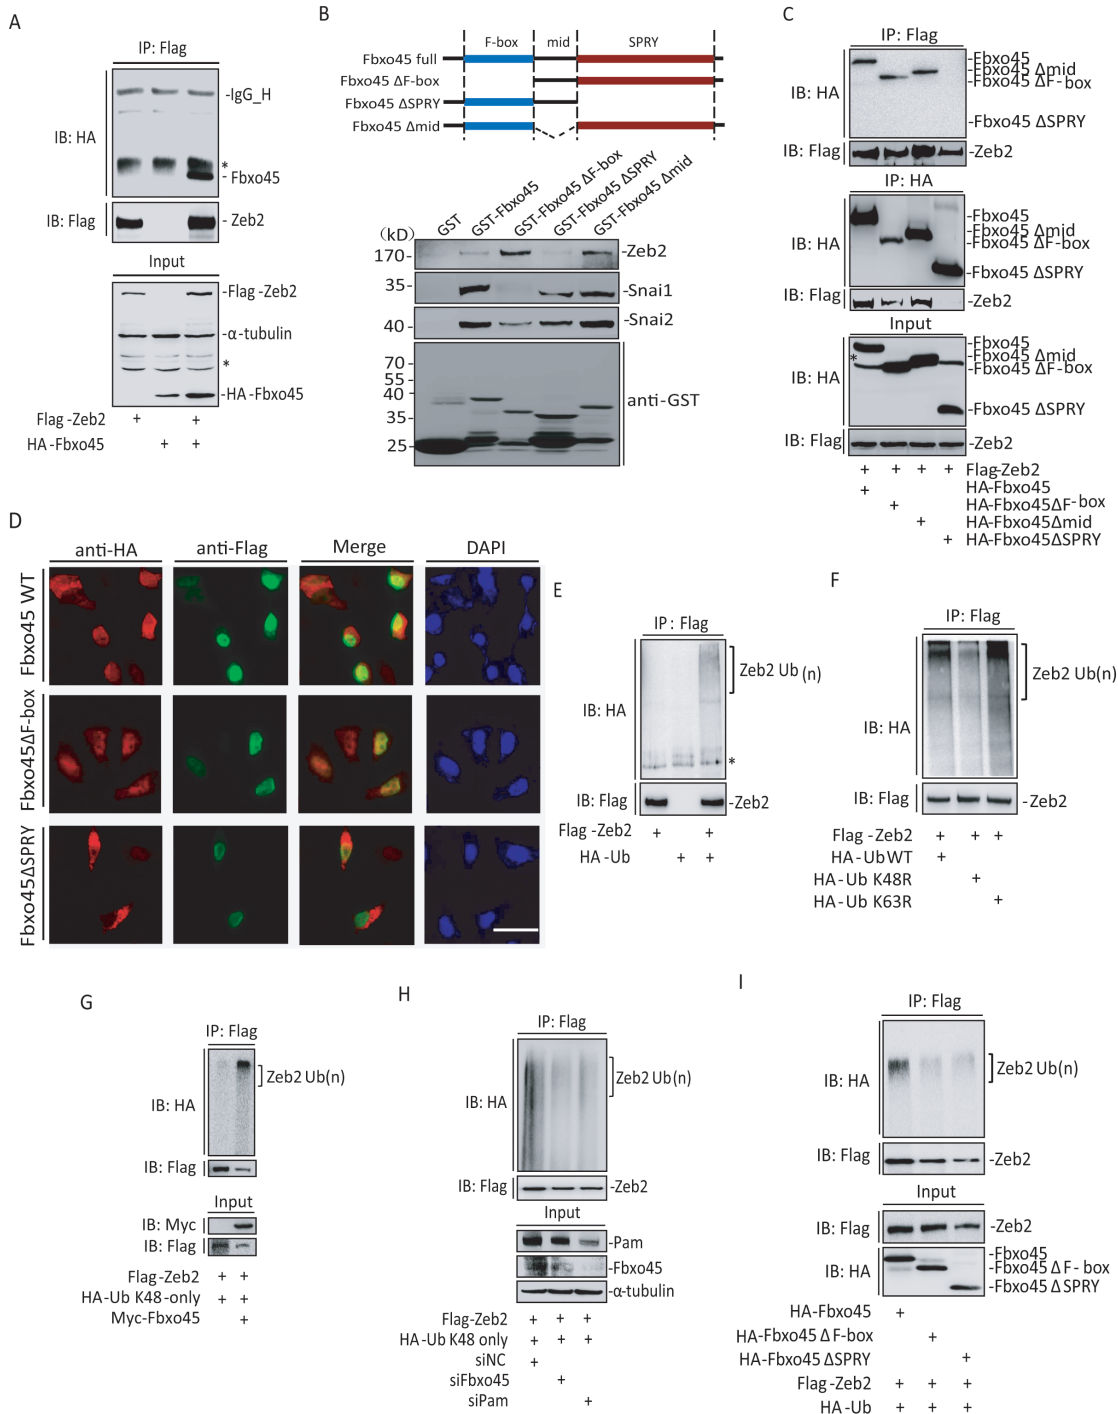 A
IP: Flag
-IgG_H
IB: HA
*
- Fbxo45
IB: Flag
- Zeb2
Input
-Flag-Zeb2
-α-tubulin
*
-HA-Fbxo45
Flag-Zeb2 + +
HA-Fbxo45 + +
B
F-box mid SPRY
Fbxo45 full
Fbxo45 ΔF-box
Fbxo45 ΔSPRY
Fbxo45 Δmid
GST
GST-Fbxo45
GST-Fbxo45 ΔF-box
GST-Fbxo45 ΔSPRY
GST-Fbxo45 Δmid
(kD)
170- -Zeb2
35- -Snai1
40- -Snai2
70-
55-
40- anti-GST
35-
25-
C
IP: Flag
-Fbxo45
-Fbxo45 Δmid
-Fbxo45 ΔF-box
IB: HA
-Fbxo45 ΔSPRY
IB: Flag -Zeb2
IP: HA
-Fbxo45
-Fbxo45 Δmid
IB: HA
-Fbxo45 ΔF-box
-Fbxo45 ΔSPRY
IB: Flag -Zeb2
Input
-Fbxo45
* -Fbxo45 Δmid
-Fbxo45 ΔF-box
IB: HA
-Fbxo45 ΔSPRY
IB: Flag -Zeb2
+ + + + Flag-Zeb2
+ HA-Fbxo45
+ HA-Fbxo45ΔF-box
+ HA-Fbxo45Δmid
+ HA-Fbxo45ΔSPRY
D
anti-HA anti-Flag Merge DAPI
Fbxo45 WT
Fbxo45ΔF-box
Fbxo45ΔSPRY
E
IP: Flag
Zeb2 Ub (n)
IB: HA
*
IB: Flag -Zeb2
Flag-Zeb2 + +
HA-Ub + +
F
IP: Flag
Zeb2 Ub(n)
IB: HA
IB: Flag -Zeb2
Flag-Zeb2 + + +
HA-Ub WT +
HA-Ub K48R +
HA-Ub K63R +
G
IP: Flag
Zeb2 Ub(n)
IB: HA
IB: Flag
Input
IB: Myc
IB: Flag
Flag-Zeb2 + +
HA-Ub K48-only + +
Myc-Fbxo45 +
H
IP: Flag
Zeb2 Ub(n)
IB: HA
IB: Flag -Zeb2
Input
-Pam
-Fbxo45
-α-tubulin
Flag-Zeb2 + + +
HA-Ub K48 only + + +
siNC +
siFbxo45 +
siPam +
I
IP: Flag
Zeb2 Ub(n)
IB: HA
IB: Flag -Zeb2
Input
IB: Flag -Zeb2
-Fbxo45
IB: HA -Fbxo45 ΔF-box
-Fbxo45 ΔSPRY
HA-Fbxo45 +
HA-Fbxo45 ΔF-box +
HA-Fbxo45 ΔSPRY +
Flag-Zeb2 + + +
HA-Ub + + +